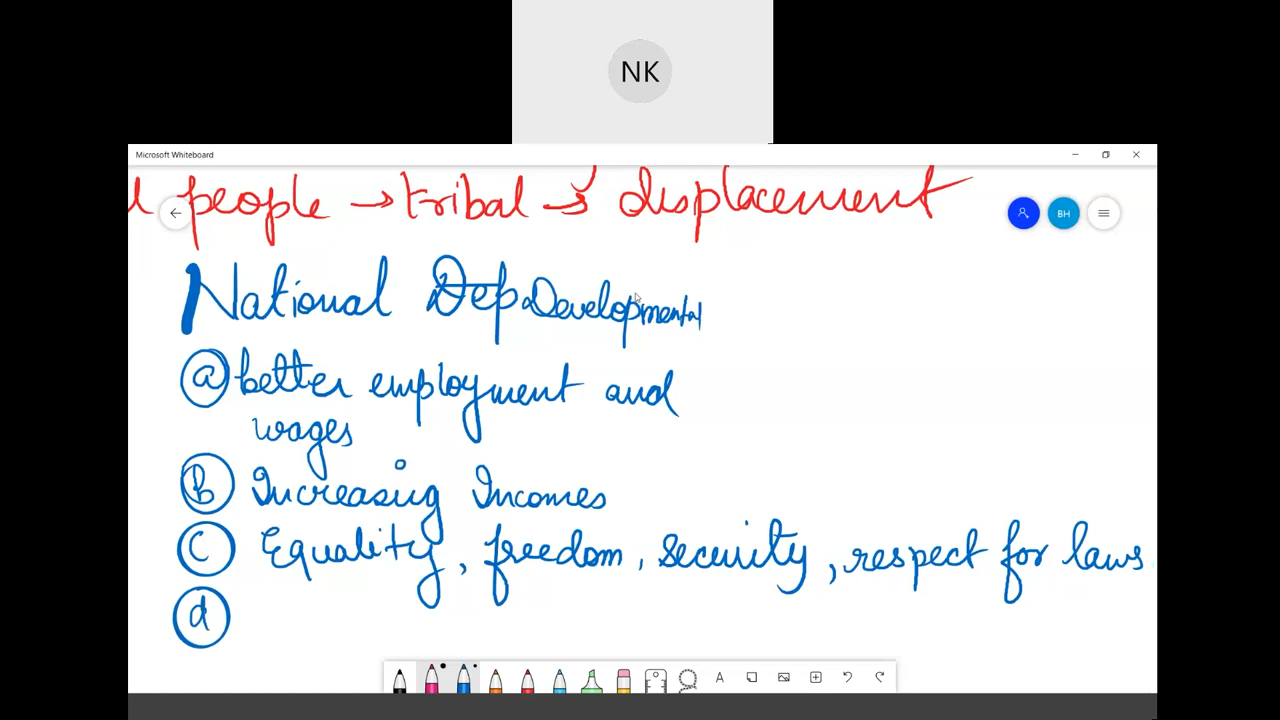 NK
Microsoft Whiteboard
people → tribal → displacement
BH
National Dep Developmental
a better employment and
wages
b Increasing Incomes
c Equality, freedom, security, respect for laws
d
A